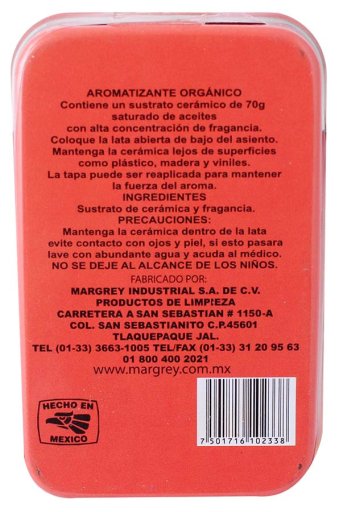 AROMATIZANTE ORGÁNICO
Contiene un sustrato cerámico de 70g
saturado de aceites
con alta concentración de fragancia.
Coloque la lata abierta de bajo del asiento.
Mantenga la cerámica lejos de superficies
como plástico, madera y viniles.
La tapa puede ser reaplicada para mantener
la fuerza del aroma.
INGREDIENTES
Sustrato de cerámica y fragancia.
PRECAUCIONES:
Mantenga la cerámica dentro de la lata
evite contacto con ojos y piel, si esto pasara
lave con abundante agua y acuda al médico.
NO SE DEJE AL ALCANCE DE LOS NIÑOS.
FABRICADO POR:
MARGREY INDUSTRIAL S.A. DE C.V.
PRODUCTOS DE LIMPIEZA
CARRETERA A SAN SEBASTIAN # 1150-A
COL. SAN SEBASTIANITO C.P.45601
TLAQUEPAQUE JAL.
TEL (01-33) 3663-1005 TEL/FAX (01-33) 31 20 95 63
01 800 400 2021
www.margrey.com.mx
HECHO EN
MEXICO
7 501716 102338